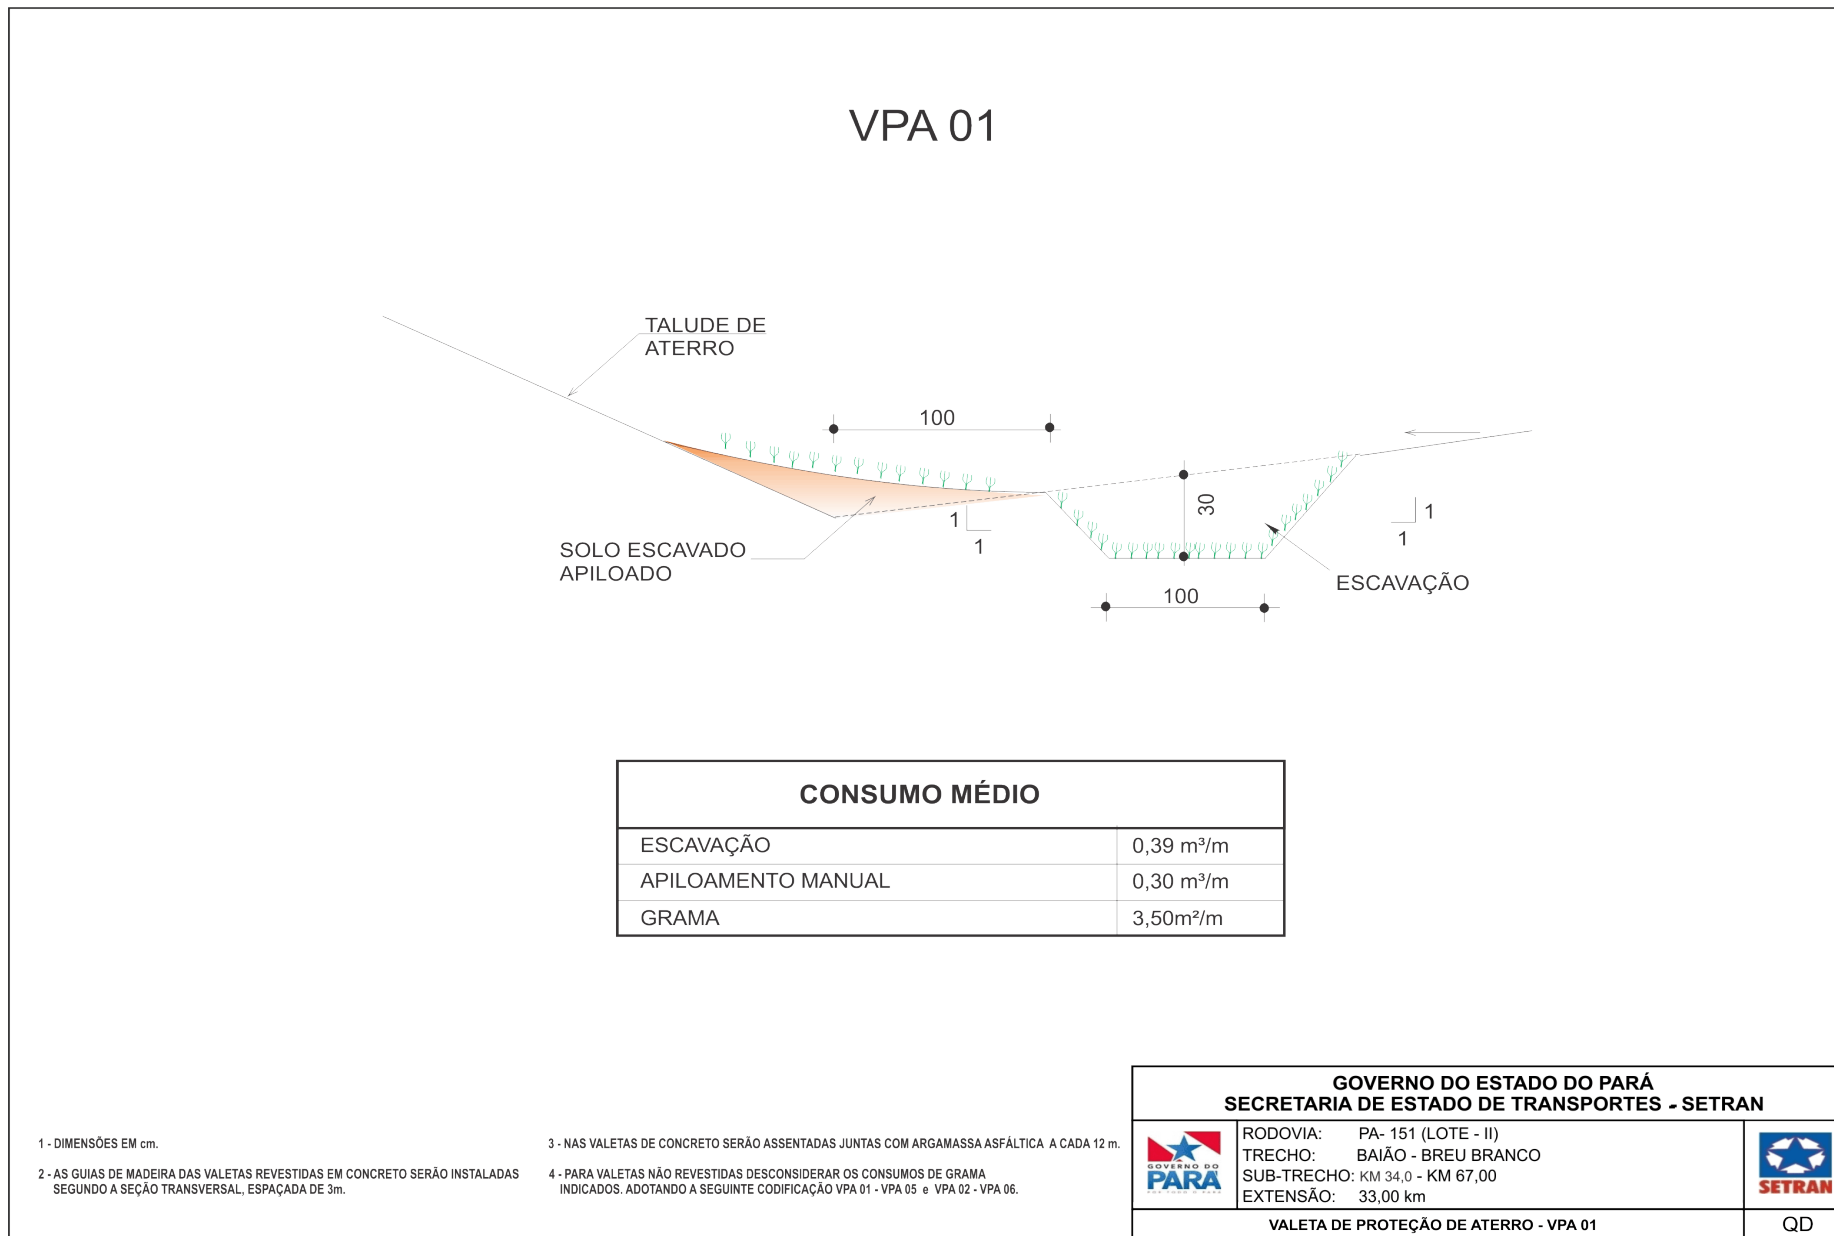 VPA 01
TALUDE DE
ATERRO
100
30
1
1
1
1
SOLO ESCAVADO
APILOADO
ESCAVAÇÃO
100
CONSUMO MÉDIO
ESCAVAÇÃO 0,39 m³/m
APILOAMENTO MANUAL 0,30 m³/m
GRAMA 3,50m²/m
1 - DIMENSÕES EM cm.
2 - AS GUIAS DE MADEIRA DAS VALETAS REVESTIDAS EM CONCRETO SERÃO INSTALADAS
SEGUNDO A SEÇÃO TRANSVERSAL, ESPAÇADA DE 3m.
3 - NAS VALETAS DE CONCRETO SERÃO ASSENTADAS JUNTAS COM ARGAMASSA ASFÁLTICA A CADA 12 m.
4 - PARA VALETAS NÃO REVESTIDAS DESCONSIDERAR OS CONSUMOS DE GRAMA
INDICADOS. ADOTANDO A SEGUINTE CODIFICAÇÃO VPA 01 - VPA 05 e VPA 02 - VPA 06.
GOVERNO DO ESTADO DO PARÁ
SECRETARIA DE ESTADO DE TRANSPORTES - SETRAN
GOVERNO DO
PARÁ
POR TODO O PARÁ
RODOVIA: PA- 151 (LOTE - II)
TRECHO: BAIÃO - BREU BRANCO
SUB-TRECHO: KM 34,0 - KM 67,00
EXTENSÃO: 33,00 km
SETRAN
VALETA DE PROTEÇÃO DE ATERRO - VPA 01
QD